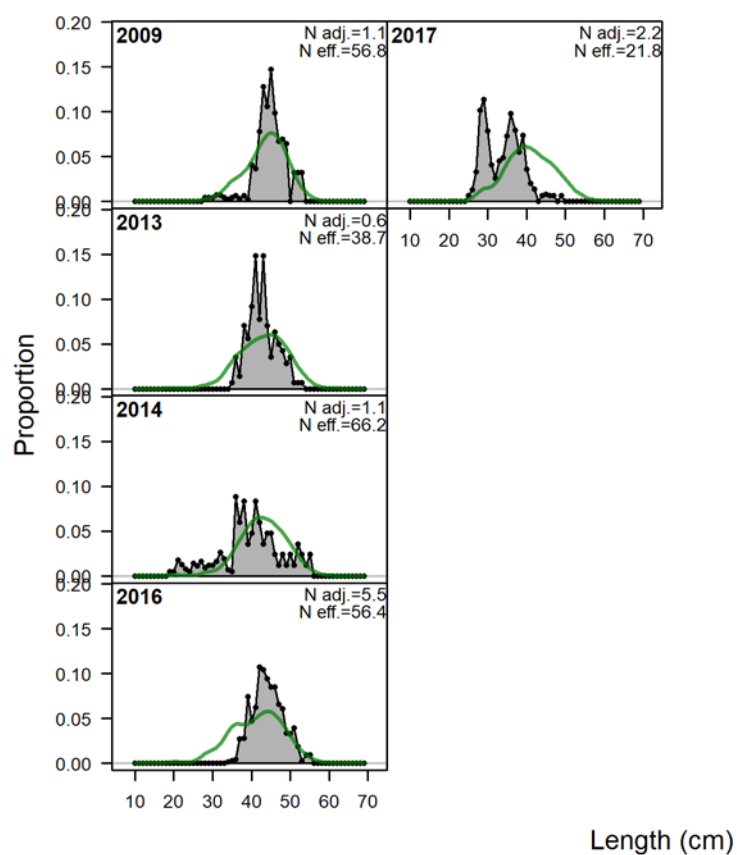 0.20
2009
N adj.=1.1
N eff.=56.8
0.15
0.10
0.05
0.00
2017
N adj.=2.2
N eff.=21.8
10 20 30 40 50 60 70
0.20
2013
N adj.=0.6
N eff.=38.7
0.15
0.10
0.05
0.00
Proportion
0.20
2014
N adj.=1.1
N eff.=66.2
0.15
0.10
0.05
0.00
0.20
2016
N adj.=5.5
N eff.=56.4
0.15
0.10
0.05
0.00
10 20 30 40 50 60 70
Length (cm)